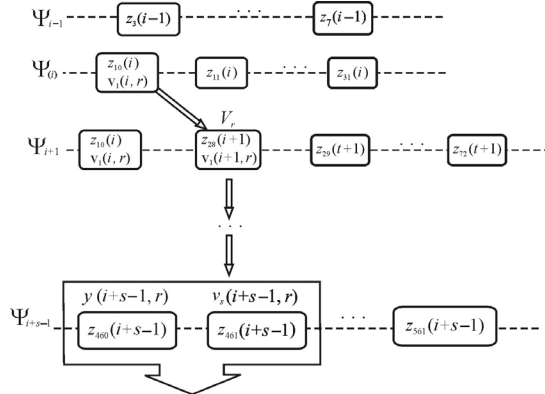 Ψᵢ₋₁ z₃(i−1) · · · z₇(i−1)
Ψ₍ᵢ₎ z₁₀(i) z₁₁(i) · · · z₃₁(i)
v₁(i, r)
Vᵣ
Ψᵢ₊₁ z₁₀(i) z₂₈(i+1) z₂₉(t+1) · · · z₇₂(t+1)
v₁(i, r) v₁(i+1, r)
· · ·
y (i+s−1, r) vₛ(i+s−1, r)
Ψᵢ₊ₛ₋₁ z₄₆₀(i+s−1) z₄₆₁(i+s−1) · · · z₅₆₁(i+s−1)